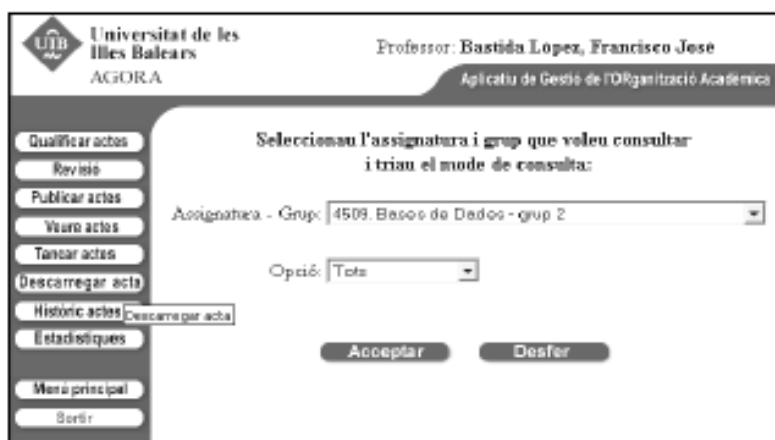 Universitat de les
Illes Balears
AGORA
Professor: Bastida López, Francisco José
Aplicatiu de Gestió de l'ORganització Acadèmica
Qualificar actes
Revisió
Publicar actes
Veure actes
Tancar actes
Descarregar acta
Històric actes
Descarregar acta
Estadístiques
Menú principal
Sortir
Seleccionau l'assignatura i grup que voleu consultar
i triau el mode de consulta:
Assignatura - Grup: 4509. Bases de Dades - grup 2
Opció: Tots
Acceptar Desfer